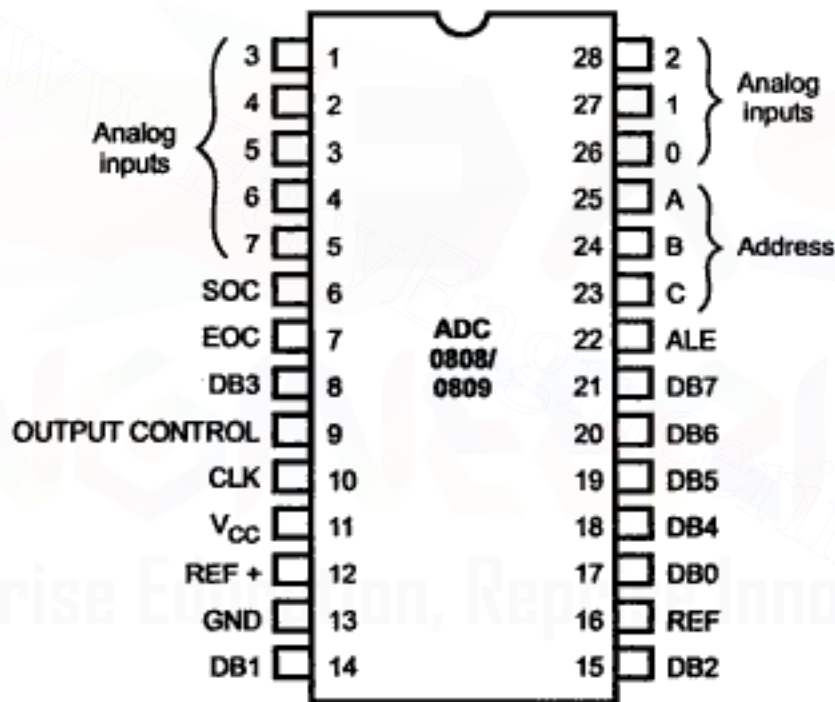 3 1 28 2
4 2 27 1
Analog inputs
Analog inputs
5 3 26 0
6 4 25 A
7 5 24 B
Address
SOC 6 23 C
EOC 7 22 ALE
ADC
0808/
0809
DB3 8 21 DB7
OUTPUT CONTROL 9 20 DB6
CLK 10 19 DB5
VCC 11 18 DB4
REF + 12 17 DB0
GND 13 16 REF
DB1 14 15 DB2